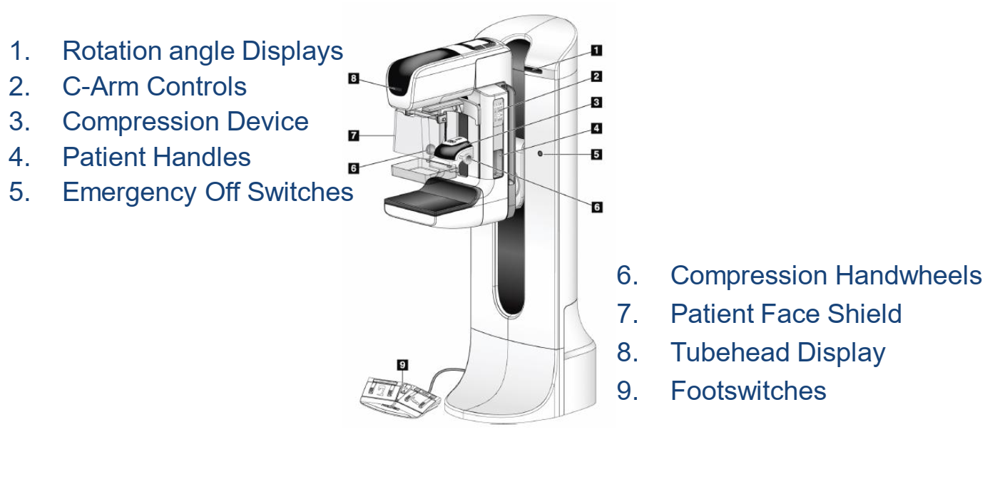 1. Rotation angle Displays
2. C-Arm Controls
3. Compression Device
4. Patient Handles
5. Emergency Off Switches
1
2
8
3
7
4
5
6
6
9
6. Compression Handwheels
7. Patient Face Shield
8. Tubehead Display
9. Footswitches